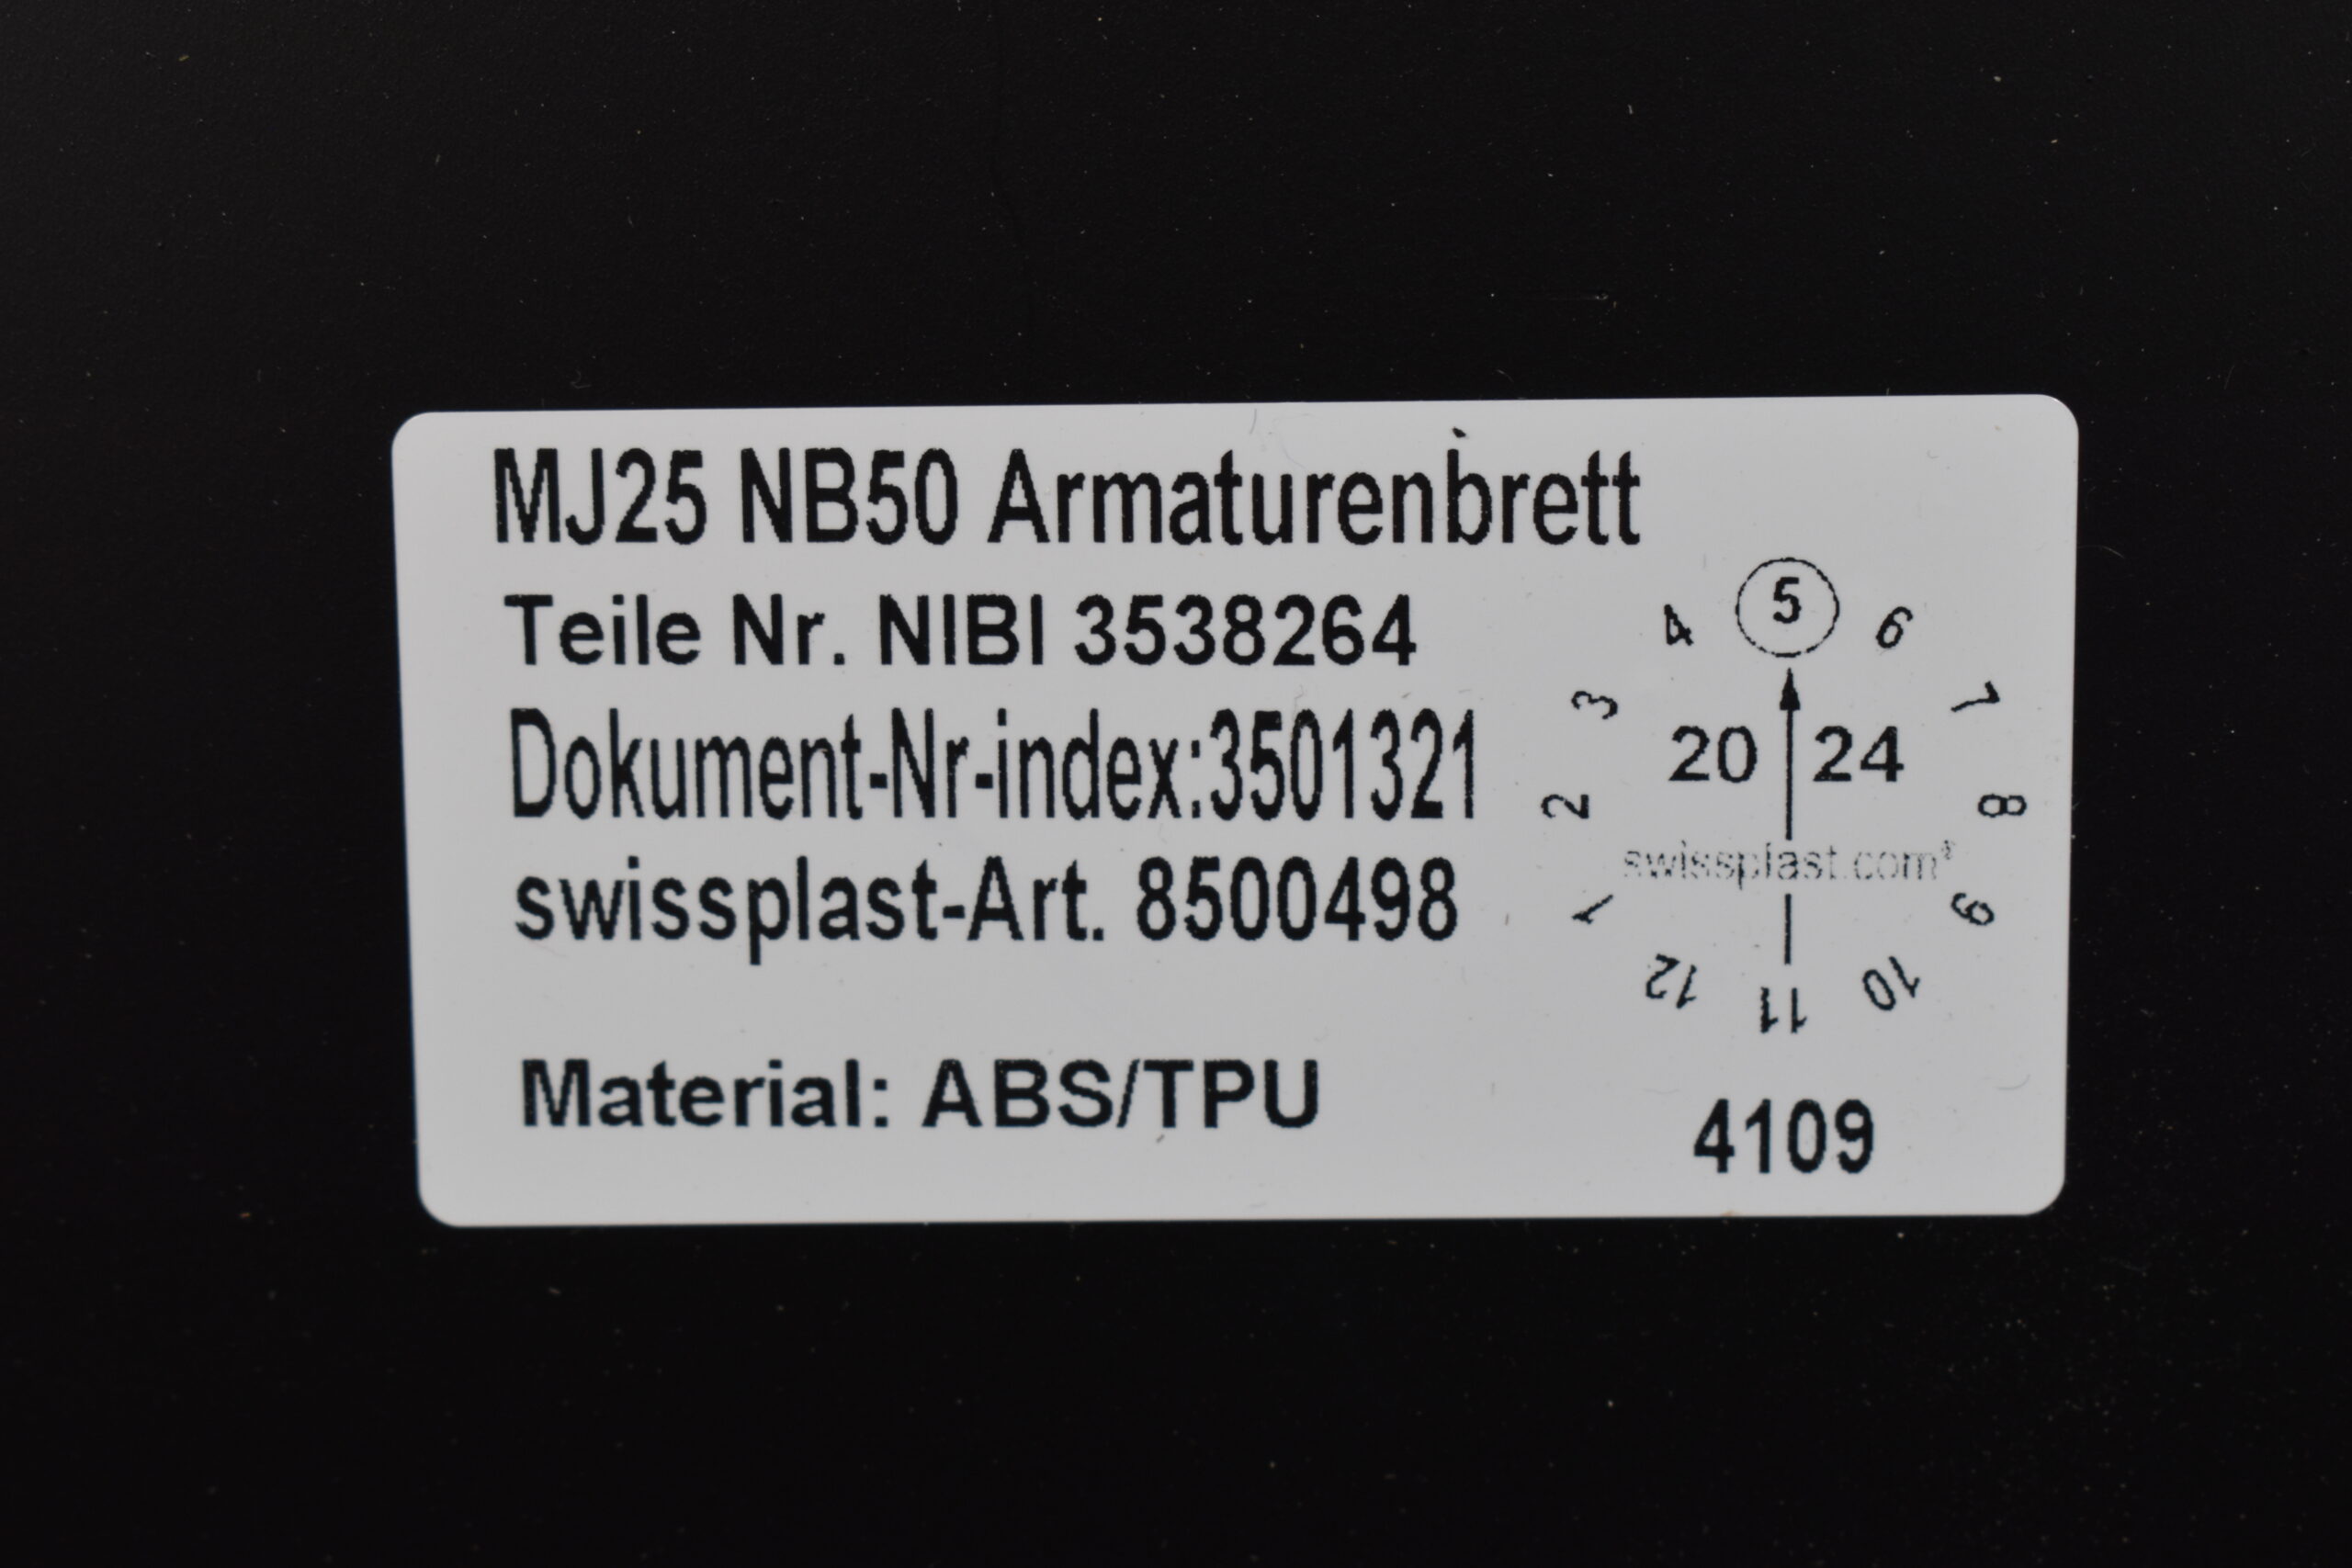 MJ25 NB50 Armaturenbrett
Teile Nr. NIBI 3538264
Dokument-Nr-index:3501321
swissplast-Art. 8500498
Material: ABS/TPU
4 5 6
3 7
20 24
2 8
swissplast.com®
1 9
12 11 10
4109